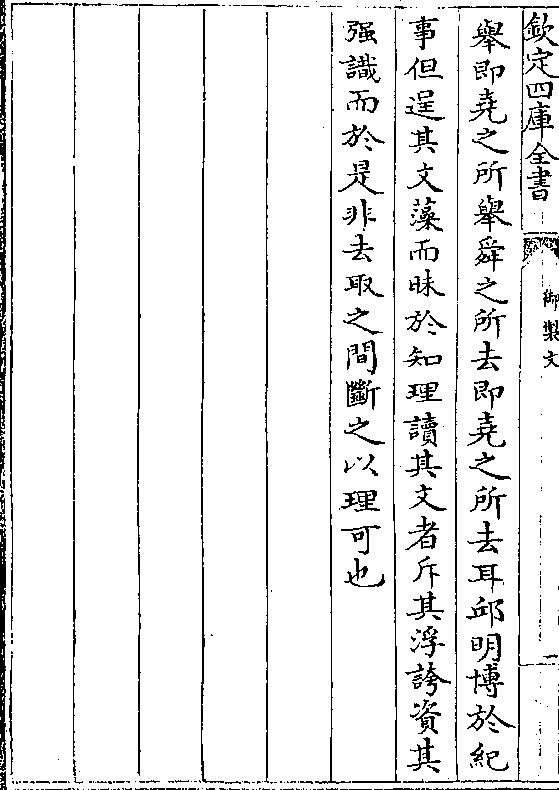 欽定四庫全書
御製文
一
舉即堯之所舉舜之所去即堯之所去耳邱明博於紀
事但逞其文藻而昧於知理讀其文者斥其浮誇資其
强識而於是非去取之間斷之以理可也